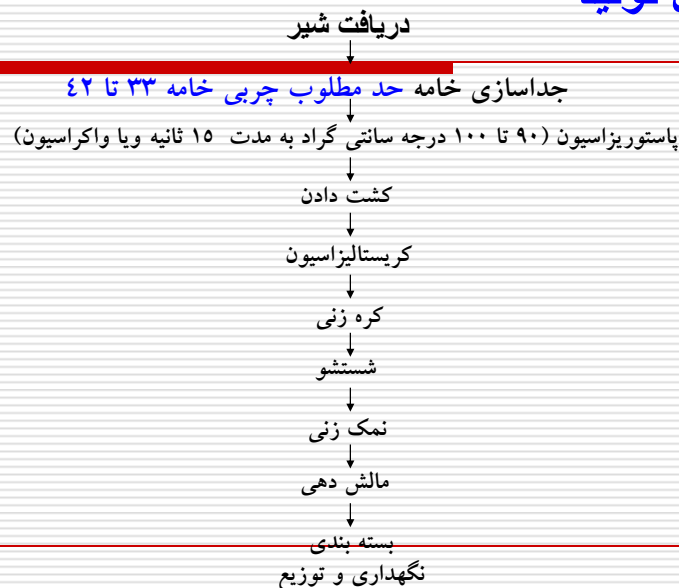 دریافت شیر
جداسازی خامه حد مطلوب چربی خامه ۳۳ تا ۴۲
پاستوریزاسیون (۹۰ تا ۱۰۰ درجه سانتی گراد به مدت ۱۵ ثانیه ویا واکراسیون)
کشت دادن
کریستالیزاسیون
کره زنی
شستشو
نمک زنی
مالش دهی
بسته بندی
نگهداری و توزیع